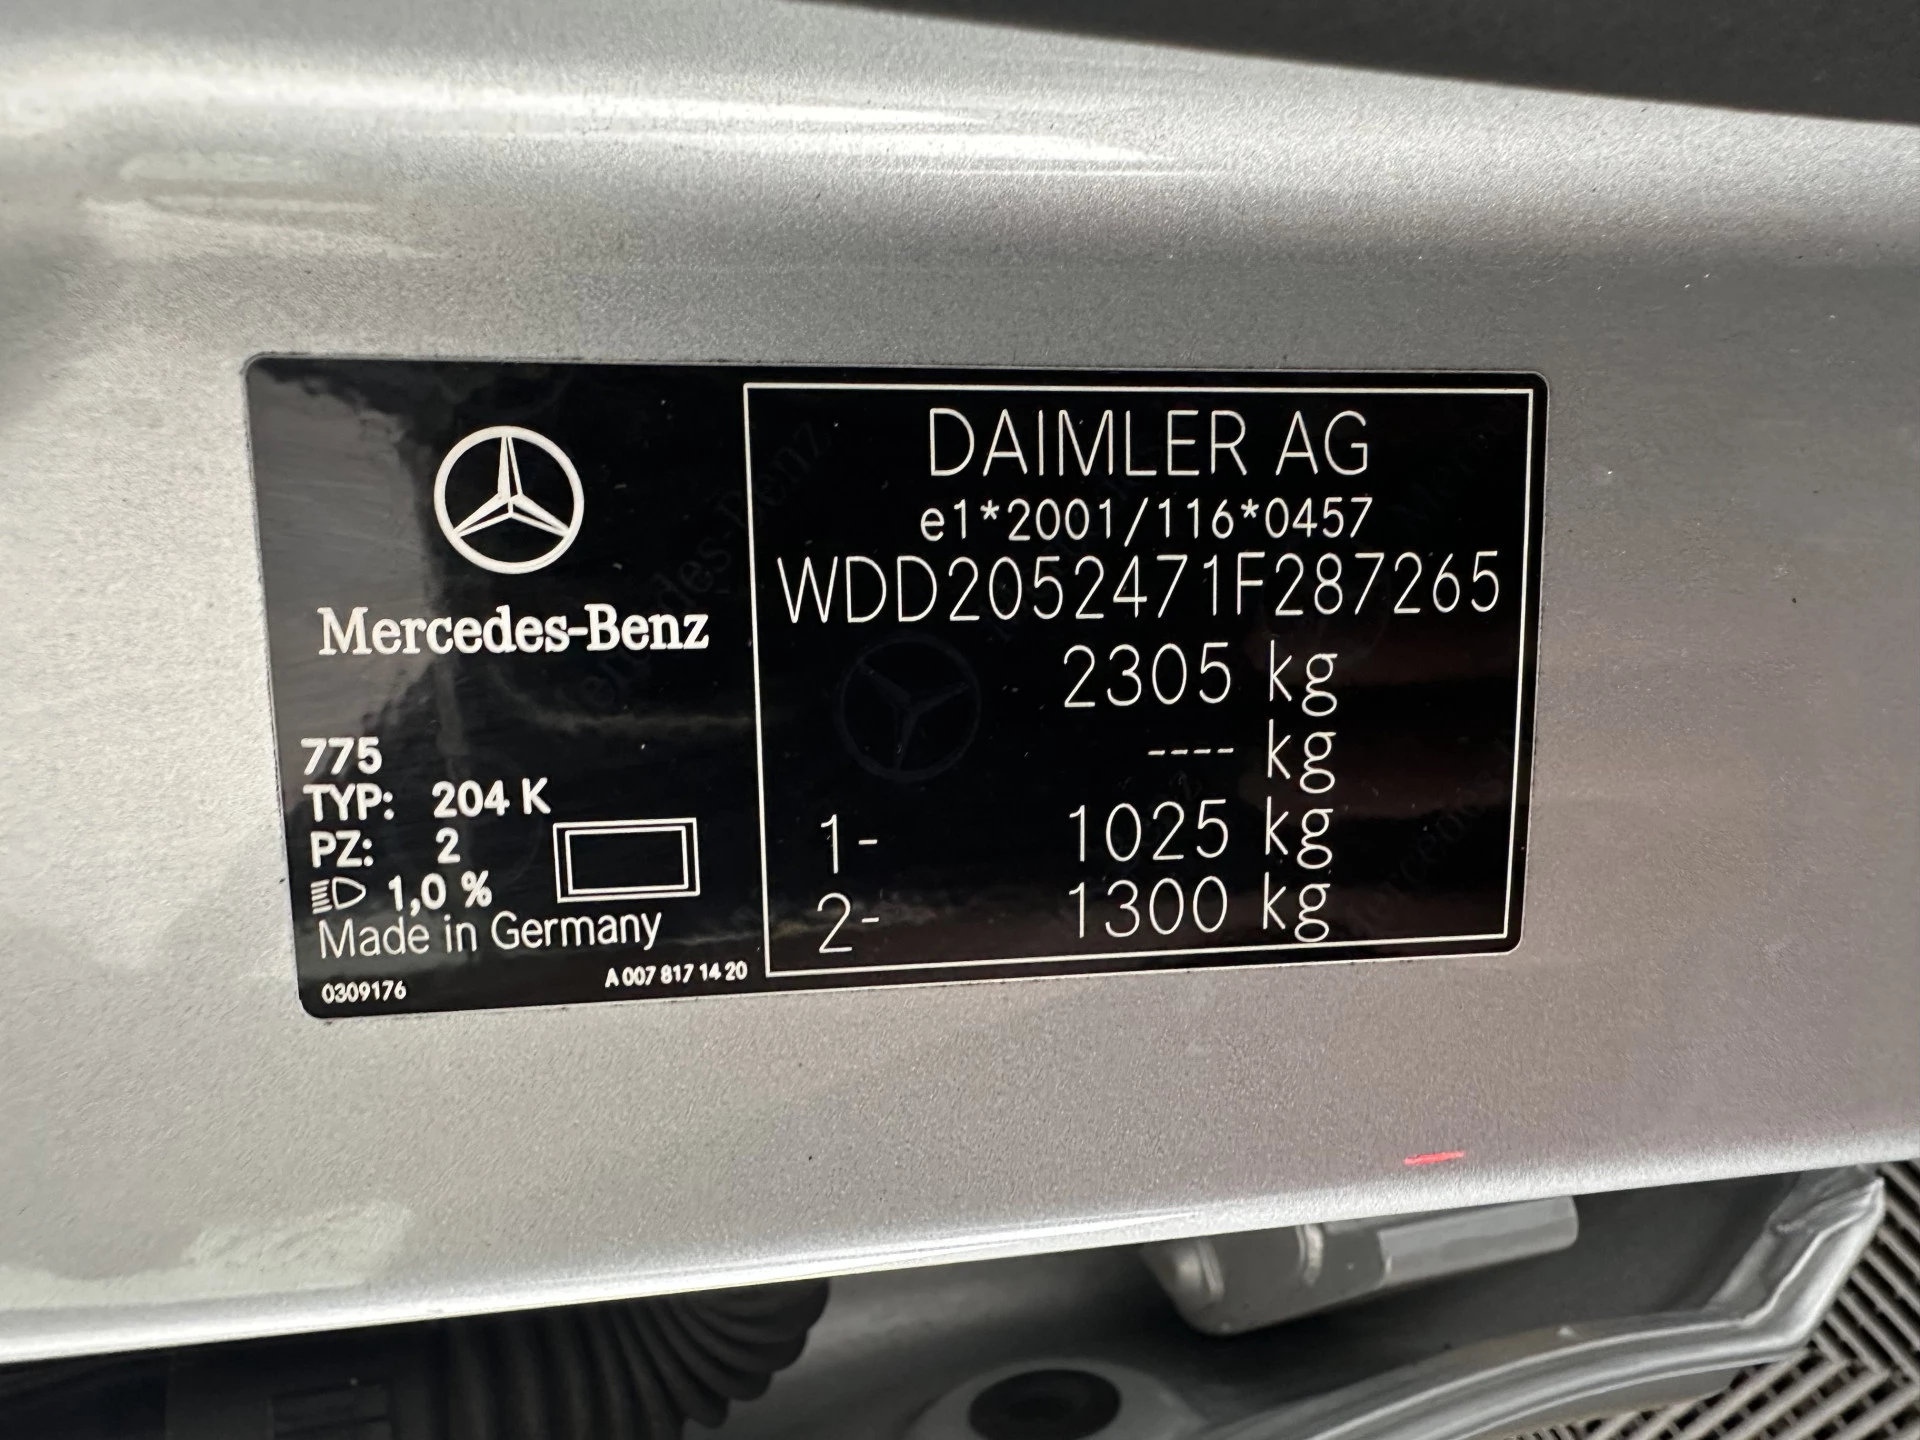 Mercedes-Benz
775
TYP: 204 K
PZ: 2
1,0 %
Made in Germany
0309176
A 007 817 14 20
DAIMLER AG
e1*2001/116*0457
WDD2052471F287265
2305 kg
---- kg
1- 1025 kg
2- 1300 kg